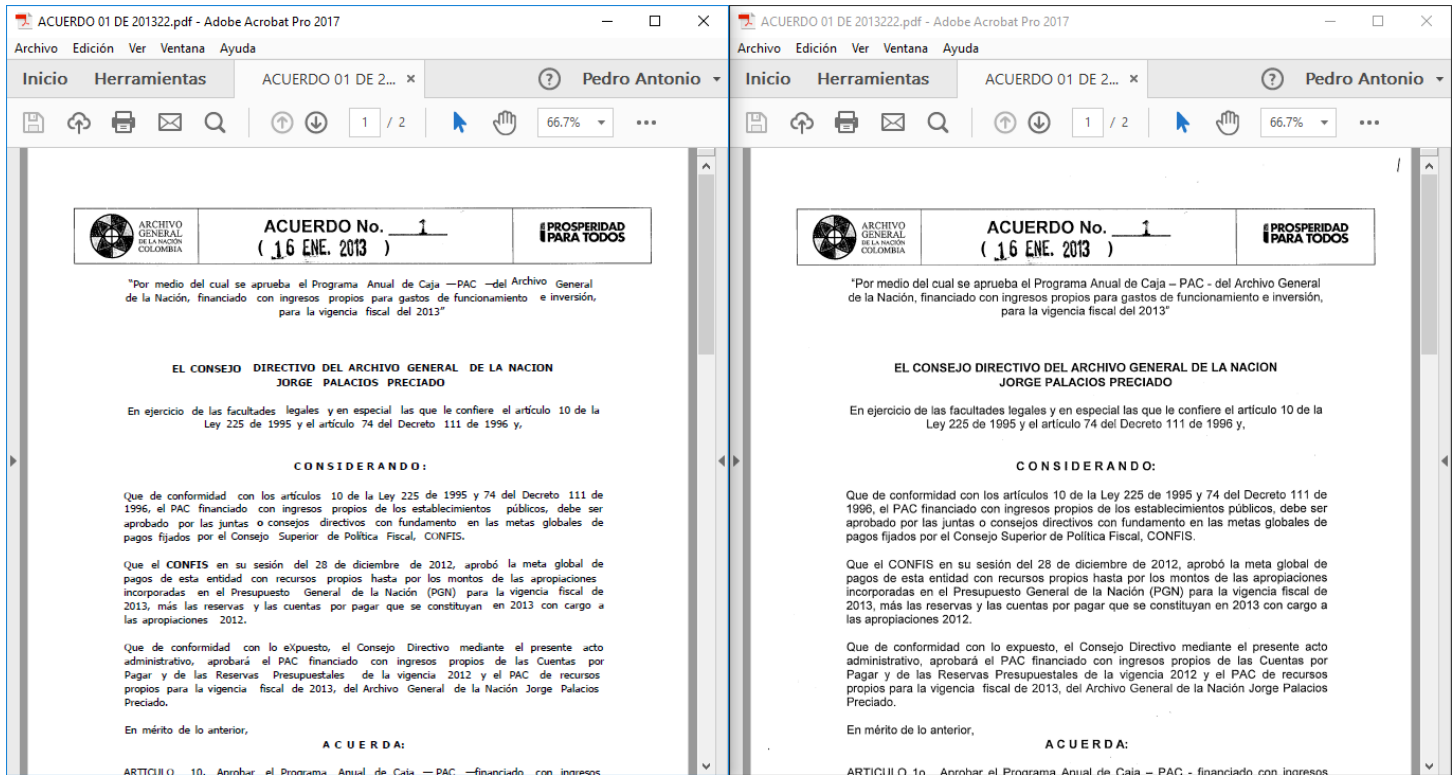 ACUERDO 01 DE 201322.pdf - Adobe Acrobat Pro 2017
Archivo Edición Ver Ventana Ayuda
Inicio Herramientas ACUERDO 01 DE 2... × ? Pedro Antonio
1 / 2 66.7%
ARCHIVO
GENERAL
DE LA NACIÓN
COLOMBIA
ACUERDO No. 1
( 16 ENE. 2013 )
PROSPERIDAD
PARA TODOS
"Por medio del cual se aprueba el Programa Anual de Caja —PAC —del Archivo General
de la Nación, financiado con ingresos propios para gastos de funcionamiento e inversión,
para la vigencia fiscal del 2013"
EL CONSEJO DIRECTIVO DEL ARCHIVO GENERAL DE LA NACION
JORGE PALACIOS PRECIADO
En ejercicio de las facultades legales y en especial las que le confiere el artículo 10 de la
Ley 225 de 1995 y el artículo 74 del Decreto 111 de 1996 y,
CONSIDERANDO:
Que de conformidad con los artículos 10 de la Ley 225 de 1995 y 74 del Decreto 111 de
1996, el PAC financiado con ingresos propios de los establecimientos públicos, debe ser
aprobado por las juntas o consejos directivos con fundamento en las metas globales de
pagos fijados por el Consejo Superior de Política Fiscal, CONFIS.
Que el CONFIS en su sesión del 28 de diciembre de 2012, aprobó la meta global de
pagos de esta entidad con recursos propios hasta por los montos de las apropiaciones
incorporadas en el Presupuesto General de la Nación (PGN) para la vigencia fiscal de
2013, más las reservas y las cuentas por pagar que se constituyan en 2013 con cargo a
las apropiaciones 2012.
Que de conformidad con lo eXpuesto, el Consejo Directivo mediante el presente acto
administrativo, aprobará el PAC financiado con ingresos propios de las Cuentas por
Pagar y de las Reservas Presupuestales de la vigencia 2012 y el PAC de recursos
propios para la vigencia fiscal de 2013, del Archivo General de la Nación Jorge Palacios
Preciado.
En mérito de lo anterior,
ACUERDA:
ARTICULO 10. Aprobar el Programa Anual de Caja — PAC —financiado con ingresos
ACUERDO 01 DE 2013222.pdf - Adobe Acrobat Pro 2017
Archivo Edición Ver Ventana Ayuda
Inicio Herramientas ACUERDO 01 DE 2... × ? Pedro Antonio
1 / 2 66.7%
ARCHIVO
GENERAL
DE LA NACIÓN
COLOMBIA
ACUERDO No. 1
( 16 ENE. 2013 )
PROSPERIDAD
PARA TODOS
"Por medio del cual se aprueba el Programa Anual de Caja – PAC - del Archivo General
de la Nación, financiado con ingresos propios para gastos de funcionamiento e inversión,
para la vigencia fiscal del 2013"
EL CONSEJO DIRECTIVO DEL ARCHIVO GENERAL DE LA NACION
JORGE PALACIOS PRECIADO
En ejercicio de las facultades legales y en especial las que le confiere el artículo 10 de la
Ley 225 de 1995 y el artículo 74 del Decreto 111 de 1996 y,
CONSIDERANDO:
Que de conformidad con los artículos 10 de la Ley 225 de 1995 y 74 del Decreto 111 de
1996, el PAC financiado con ingresos propios de los establecimientos públicos, debe ser
aprobado por las juntas o consejos directivos con fundamento en las metas globales de
pagos fijados por el Consejo Superior de Política Fiscal, CONFIS.
Que el CONFIS en su sesión del 28 de diciembre de 2012, aprobó la meta global de
pagos de esta entidad con recursos propios hasta por los montos de las apropiaciones
incorporadas en el Presupuesto General de la Nación (PGN) para la vigencia fiscal de
2013, más las reservas y las cuentas por pagar que se constituyan en 2013 con cargo a
las apropiaciones 2012.
Que de conformidad con lo expuesto, el Consejo Directivo mediante el presente acto
administrativo, aprobará el PAC financiado con ingresos propios de las Cuentas por
Pagar y de las Reservas Presupuestales de la vigencia 2012 y el PAC de recursos
propios para la vigencia fiscal de 2013, del Archivo General de la Nación Jorge Palacios
Preciado.
En mérito de lo anterior,
ACUERDA:
ARTICULO 1o. Aprobar el Programa Anual de Caja – PAC - financiado con ingresos